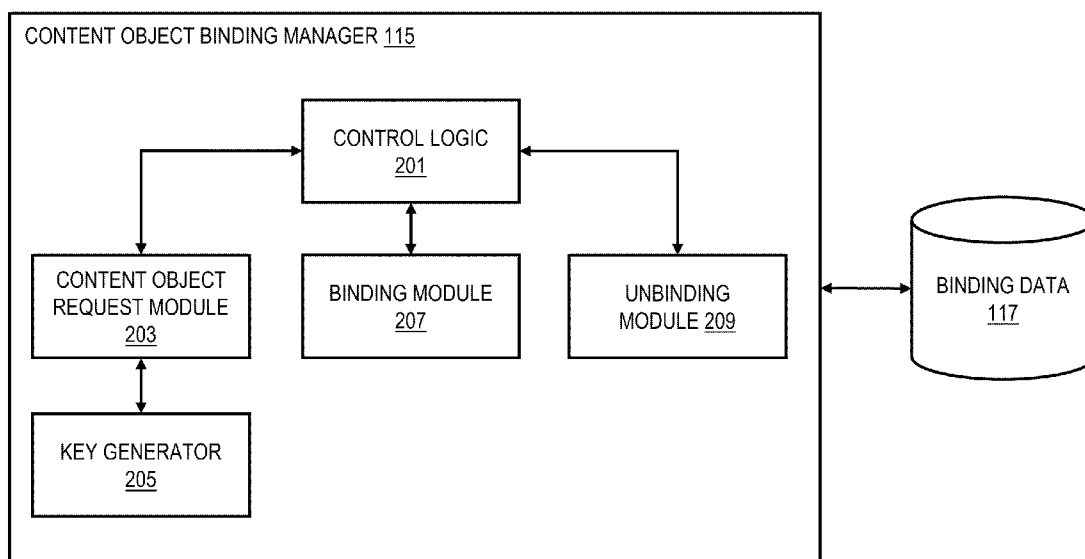 CONTENT OBJECT BINDING MANAGER 115
CONTROL LOGIC
201
CONTENT OBJECT
REQUEST MODULE
203
BINDING MODULE
207
UNBINDING
MODULE 209
BINDING DATA
117
KEY GENERATOR
205